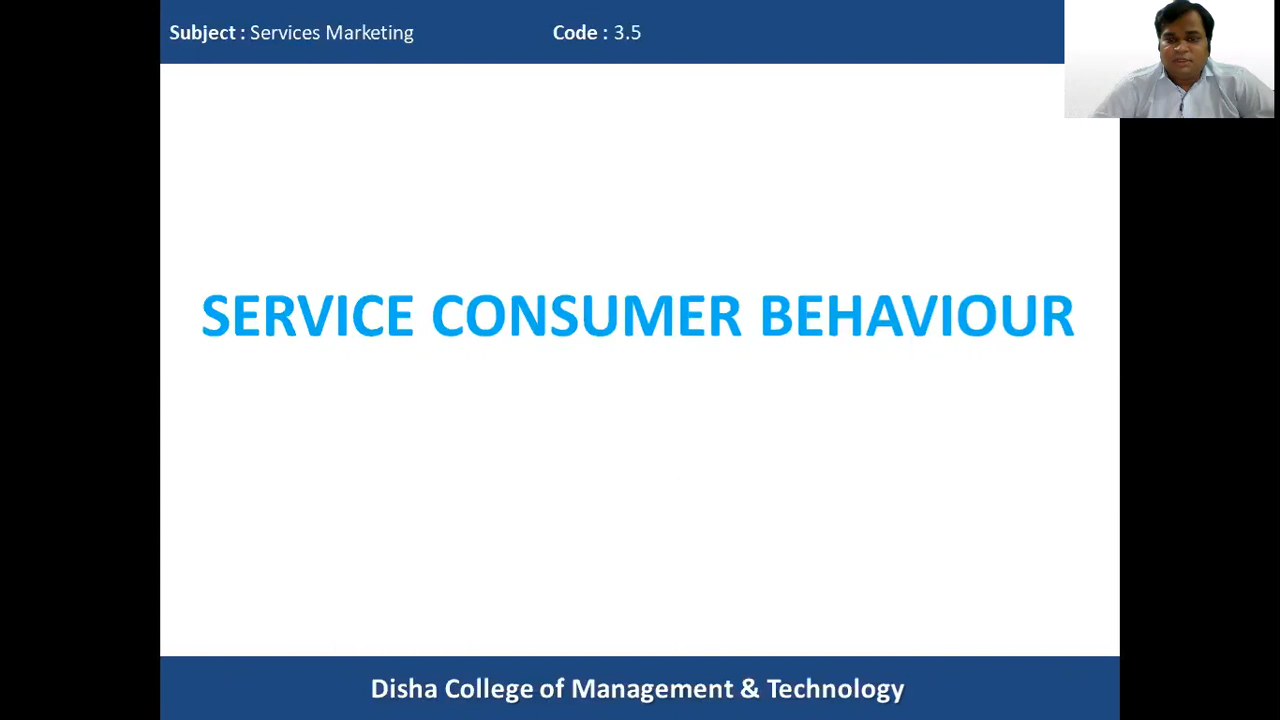 Subject : Services Marketing Code : 3.5
SERVICE CONSUMER BEHAVIOUR
Disha College of Management & Technology